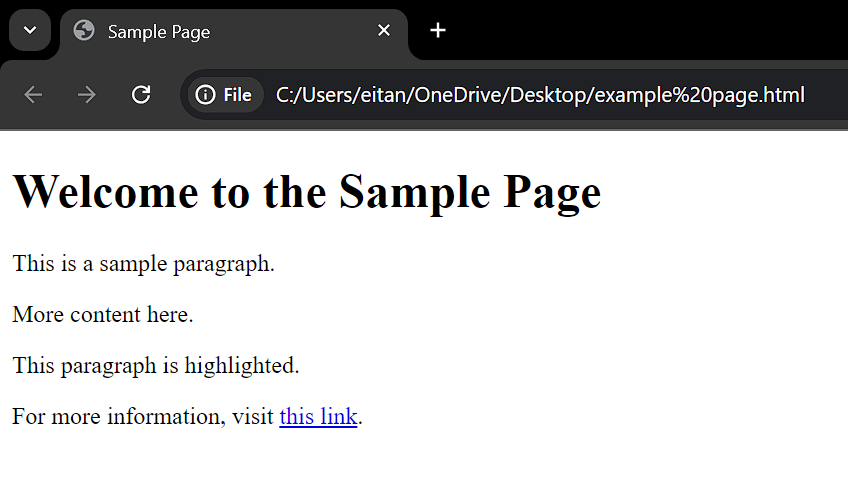 Sample Page
File C:/Users/eitan/OneDrive/Desktop/example%20page.html
Welcome to the Sample Page
This is a sample paragraph.
More content here.
This paragraph is highlighted.
For more information, visit this link.